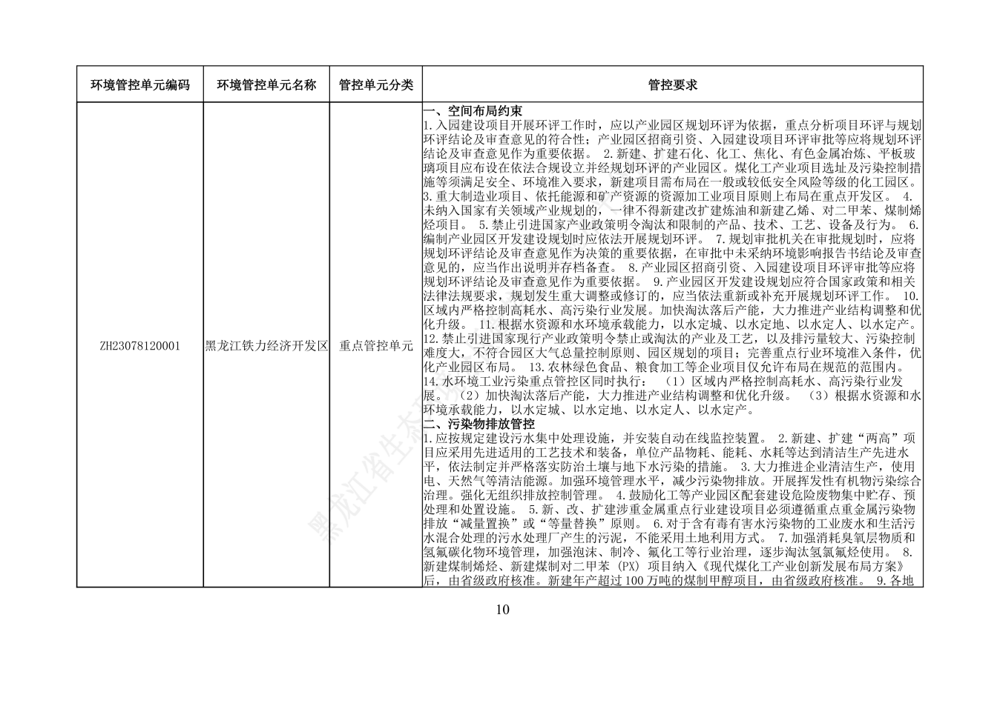 环境管控单元编码 环境管控单元名称 管控单元分类 管控要求
ZH23078120001 黑龙江铁力经济开发区 重点管控单元
一、空间布局约束
1.入园建设项目开展环评工作时，应以产业园区规划环评为依据，重点分析项目环评与规划
环评结论及审查意见的符合性；产业园区招商引资、入园建设项目环评审批等应将规划环评
结论及审查意见作为重要依据。 2.新建、扩建石化、化工、焦化、有色金属冶炼、平板玻
璃项目应布设在依法合规设立并经规划环评的产业园区。煤化工产业项目选址及污染控制措
施等须满足安全、环境准入要求，新建项目需布局在一般或较低安全风险等级的化工园区。
3.重大制造业项目、依托能源和矿产资源的资源加工业项目原则上布局在重点开发区。 4.
未纳入国家有关领域产业规划的，一律不得新建改扩建炼油和新建乙烯、对二甲苯、煤制烯
烃项目。 5.禁止引进国家产业政策明令淘汰和限制的产品、技术、工艺、设备及行为。 6.
编制产业园区开发建设规划时应依法开展规划环评。 7.规划审批机关在审批规划时，应将
规划环评结论及审查意见作为决策的重要依据，在审批中未采纳环境影响报告书结论及审查
意见的，应当作出说明并存档备查。 8.产业园区招商引资、入园建设项目环评审批等应将
规划环评结论及审查意见作为重要依据。 9.产业园区开发建设规划应符合国家政策和相关
法律法规要求，规划发生重大调整或修订的，应当依法重新或补充开展规划环评工作。 10.
区域内严格控制高耗水、高污染行业发展。加快淘汰落后产能，大力推进产业结构调整和优
化升级。 11.根据水资源和水环境承载能力，以水定城、以水定地、以水定人、以水定产。
12.禁止引进国家现行产业政策明令禁止或淘汰的产业及工艺，以及排污量较大、污染控制
难度大，不符合园区大气总量控制原则、园区规划的项目；完善重点行业环境准入条件，优
化产业园区布局。 13.农林绿色食品、粮食加工等企业项目仅允许布局在规范的范围内。
14.水环境工业污染重点管控区同时执行： （1）区域内严格控制高耗水、高污染行业发
展。 （2）加快淘汰落后产能，大力推进产业结构调整和优化升级。 （3）根据水资源和水
环境承载能力，以水定城、以水定地、以水定人、以水定产。
二、污染物排放管控
1.应按规定建设污水集中处理设施，并安装自动在线监控装置。 2.新建、扩建“两高”项
目应采用先进适用的工艺技术和装备，单位产品物耗、能耗、水耗等达到清洁生产先进水
平，依法制定并严格落实防治土壤与地下水污染的措施。 3.大力推进企业清洁生产，使用
电、天然气等清洁能源。加强环境管理水平，减少污染物排放。开展挥发性有机物污染综合
治理。强化无组织排放控制管理。 4.鼓励化工等产业园区配套建设危险废物集中贮存、预
处理和处置设施。 5.新、改、扩建涉重金属重点行业建设项目必须遵循重点重金属污染物
排放“减量置换”或“等量替换”原则。 6.对于含有毒有害水污染物的工业废水和生活污
水混合处理的污水处理厂产生的污泥，不能采用土地利用方式。 7.加强消耗臭氧层物质和
氢氟碳化物环境管理，加强泡沫、制冷、氟化工等行业治理，逐步淘汰氢氯氟烃使用。 8.
新建煤制烯烃、新建煤制对二甲苯 (PX) 项目纳入《现代煤化工产业创新发展布局方案》
后，由省级政府核准。新建年产超过 100 万吨的煤制甲醇项目，由省级政府核准。 9.各地
10
黑龙江省生态环境